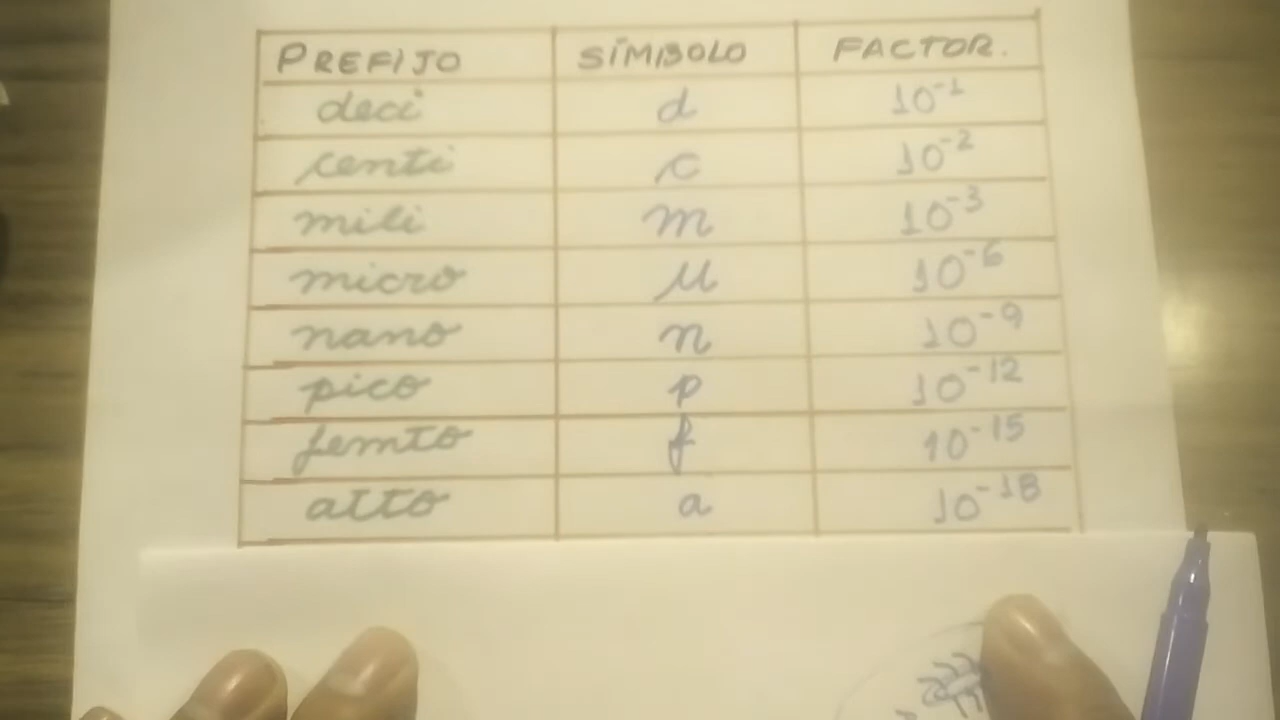 PREFIJO SÍMBOLO FACTOR.
deci d 10⁻¹
centi c 10⁻²
mili m 10⁻³
micro μ 10⁻⁶
nano n 10⁻⁹
pico p 10⁻¹²
femto f 10⁻¹⁵
atto a 10⁻¹⁸